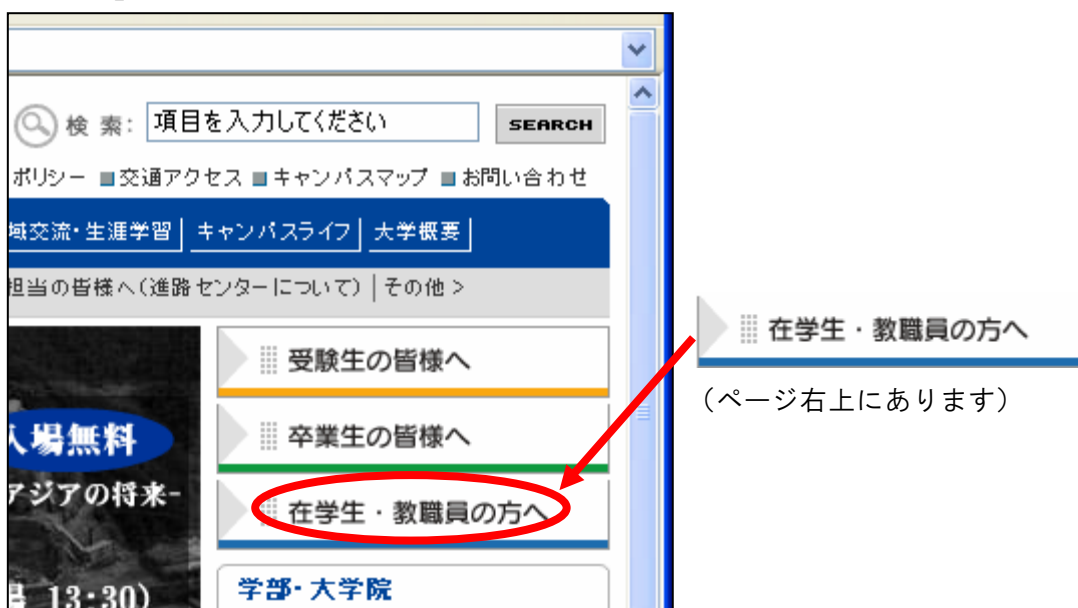 検 索: 項目を入力してください SEARCH
ポリシー ■交通アクセス ■キャンパスマップ ■お問い合わせ
域交流・生涯学習│キャンパスライフ│大学概要│
担当の皆様へ(進路センターについて)│その他 >
受験生の皆様へ
入場無料
卒業生の皆様へ
アジアの将来-
在学生・教職員の方へ
学部・大学院
13:30)
在学生・教職員の方へ
(ページ右上にあります)